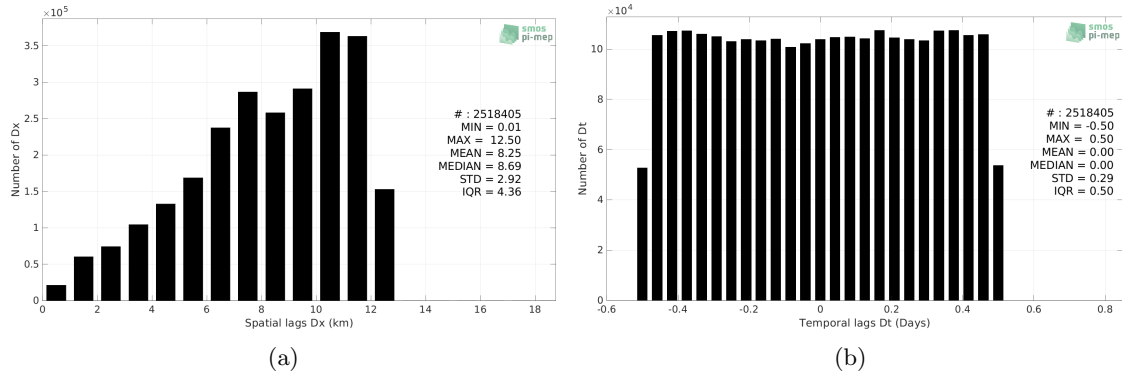 ×10⁵
3.5
3
2.5
2
1.5
1
0.5
0
0 2 4 6 8 10 12 14 16 18
Number of Dx
Spatial lags Dx (km)
smos
pi-mep
# : 2518405
MIN = 0.01
MAX = 12.50
MEAN = 8.25
MEDIAN = 8.69
STD = 2.92
IQR = 4.36
(a)
×10⁴
10
8
6
4
2
0
-0.6 -0.4 -0.2 0 0.2 0.4 0.6 0.8
Number of Dt
Temporal lags Dt (Days)
smos
pi-mep
# : 2518405
MIN = -0.50
MAX = 0.50
MEAN = 0.00
MEDIAN = 0.00
STD = 0.29
IQR = 0.50
(b)